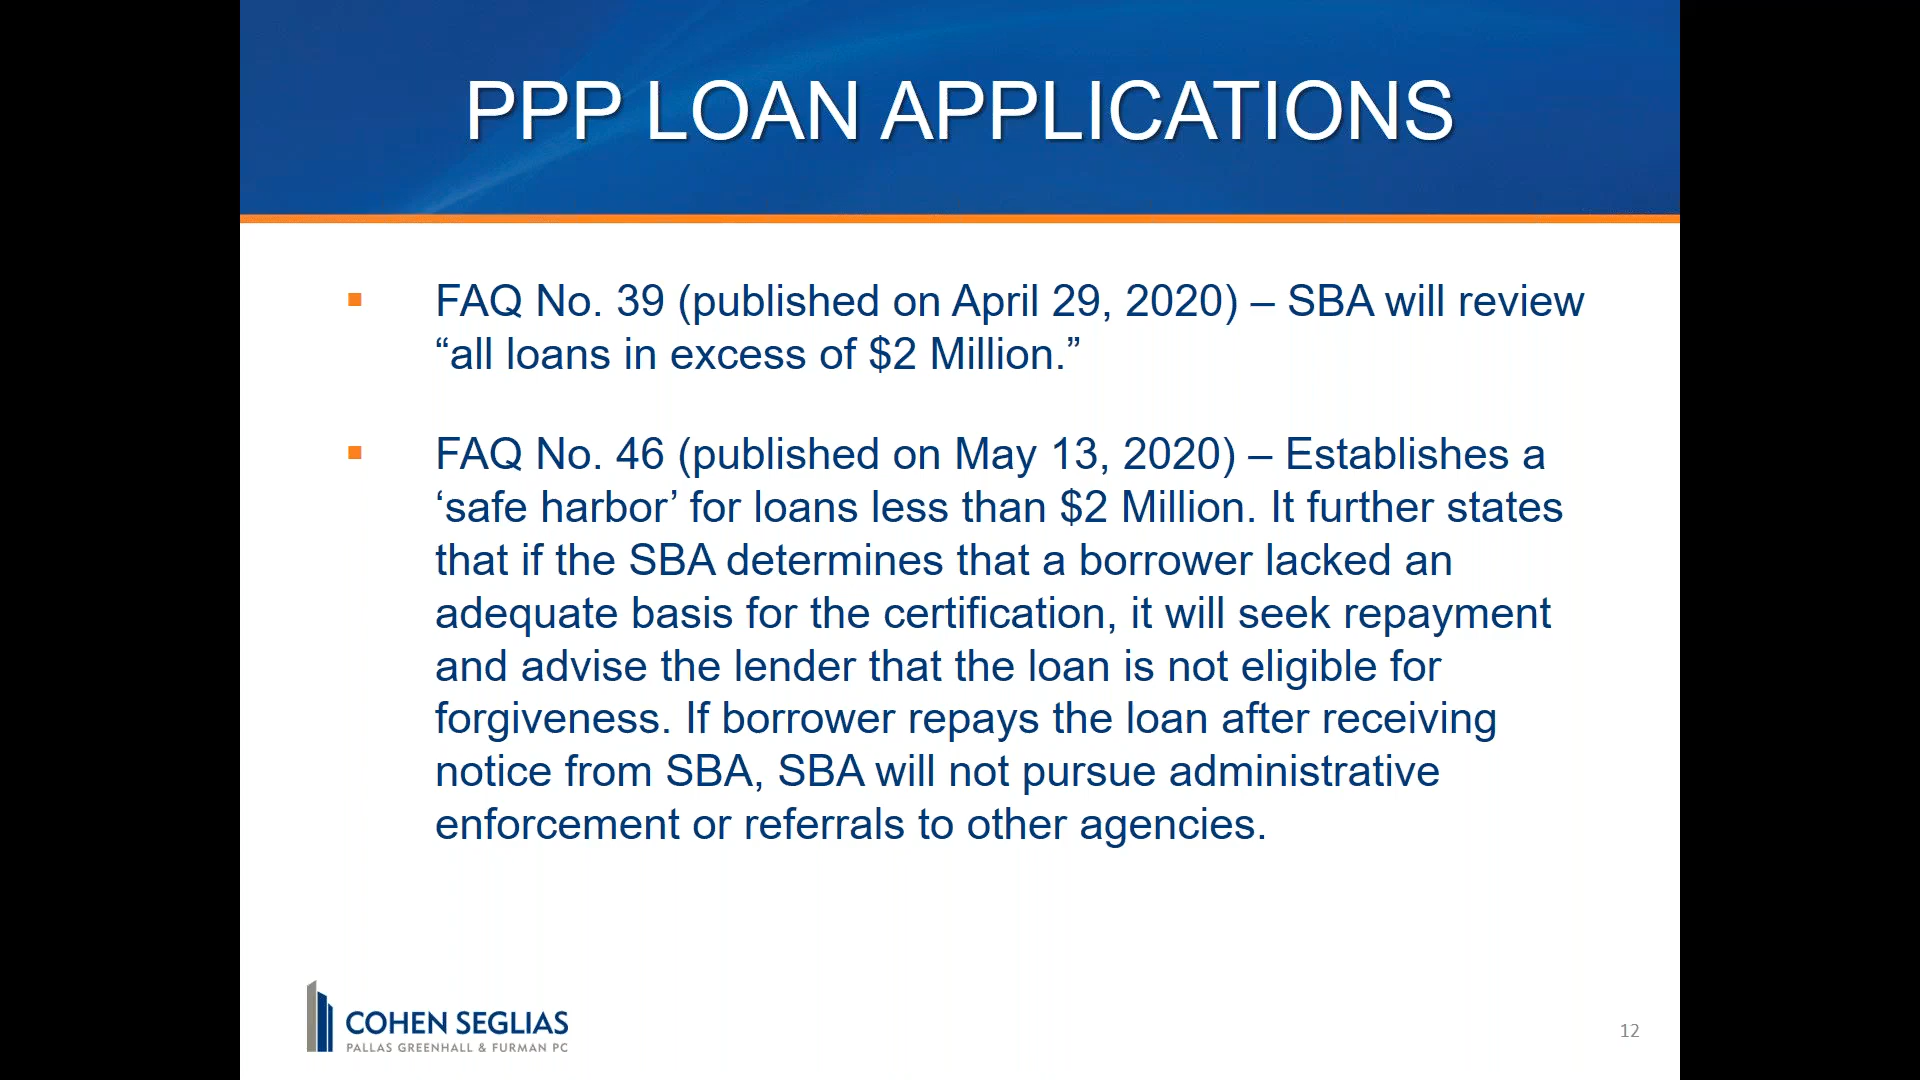 PPP LOAN APPLICATIONS
FAQ No. 39 (published on April 29, 2020) – SBA will review
“all loans in excess of $2 Million.”
FAQ No. 46 (published on May 13, 2020) – Establishes a
‘safe harbor’ for loans less than $2 Million. It further states
that if the SBA determines that a borrower lacked an
adequate basis for the certification, it will seek repayment
and advise the lender that the loan is not eligible for
forgiveness. If borrower repays the loan after receiving
notice from SBA, SBA will not pursue administrative
enforcement or referrals to other agencies.
COHEN SEGLIAS
PALLAS GREENHALL & FURMAN PC
12